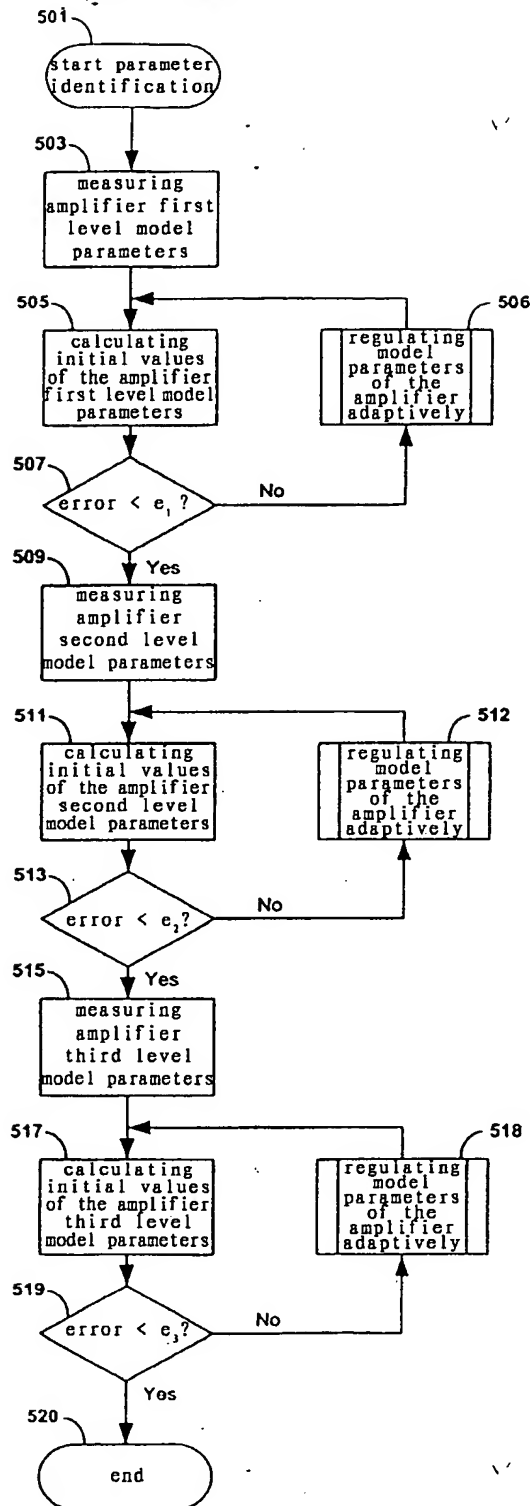 501
start parameter
identification
503
measuring
amplifier first
level model
parameters
505
calculating
initial values
of the amplifier
first level model
parameters
506
regulating
model
parameters
of the
amplifier
adaptively
507
error < e₁ ?
No
Yes
509
measuring
amplifier
second level
model parameters
511
calculating
initial values
of the amplifier
second level
model parameters
512
regulating
model
parameters
of the
amplifier
adaptively
513
error < e₂?
No
Yes
515
measuring
amplifier
third level
model parameters
517
calculating
initial values
of the amplifier
third level
model parameters
518
regulating
model
parameters
of the
amplifier
adaptively
519
error < e₃?
No
Yes
520
end